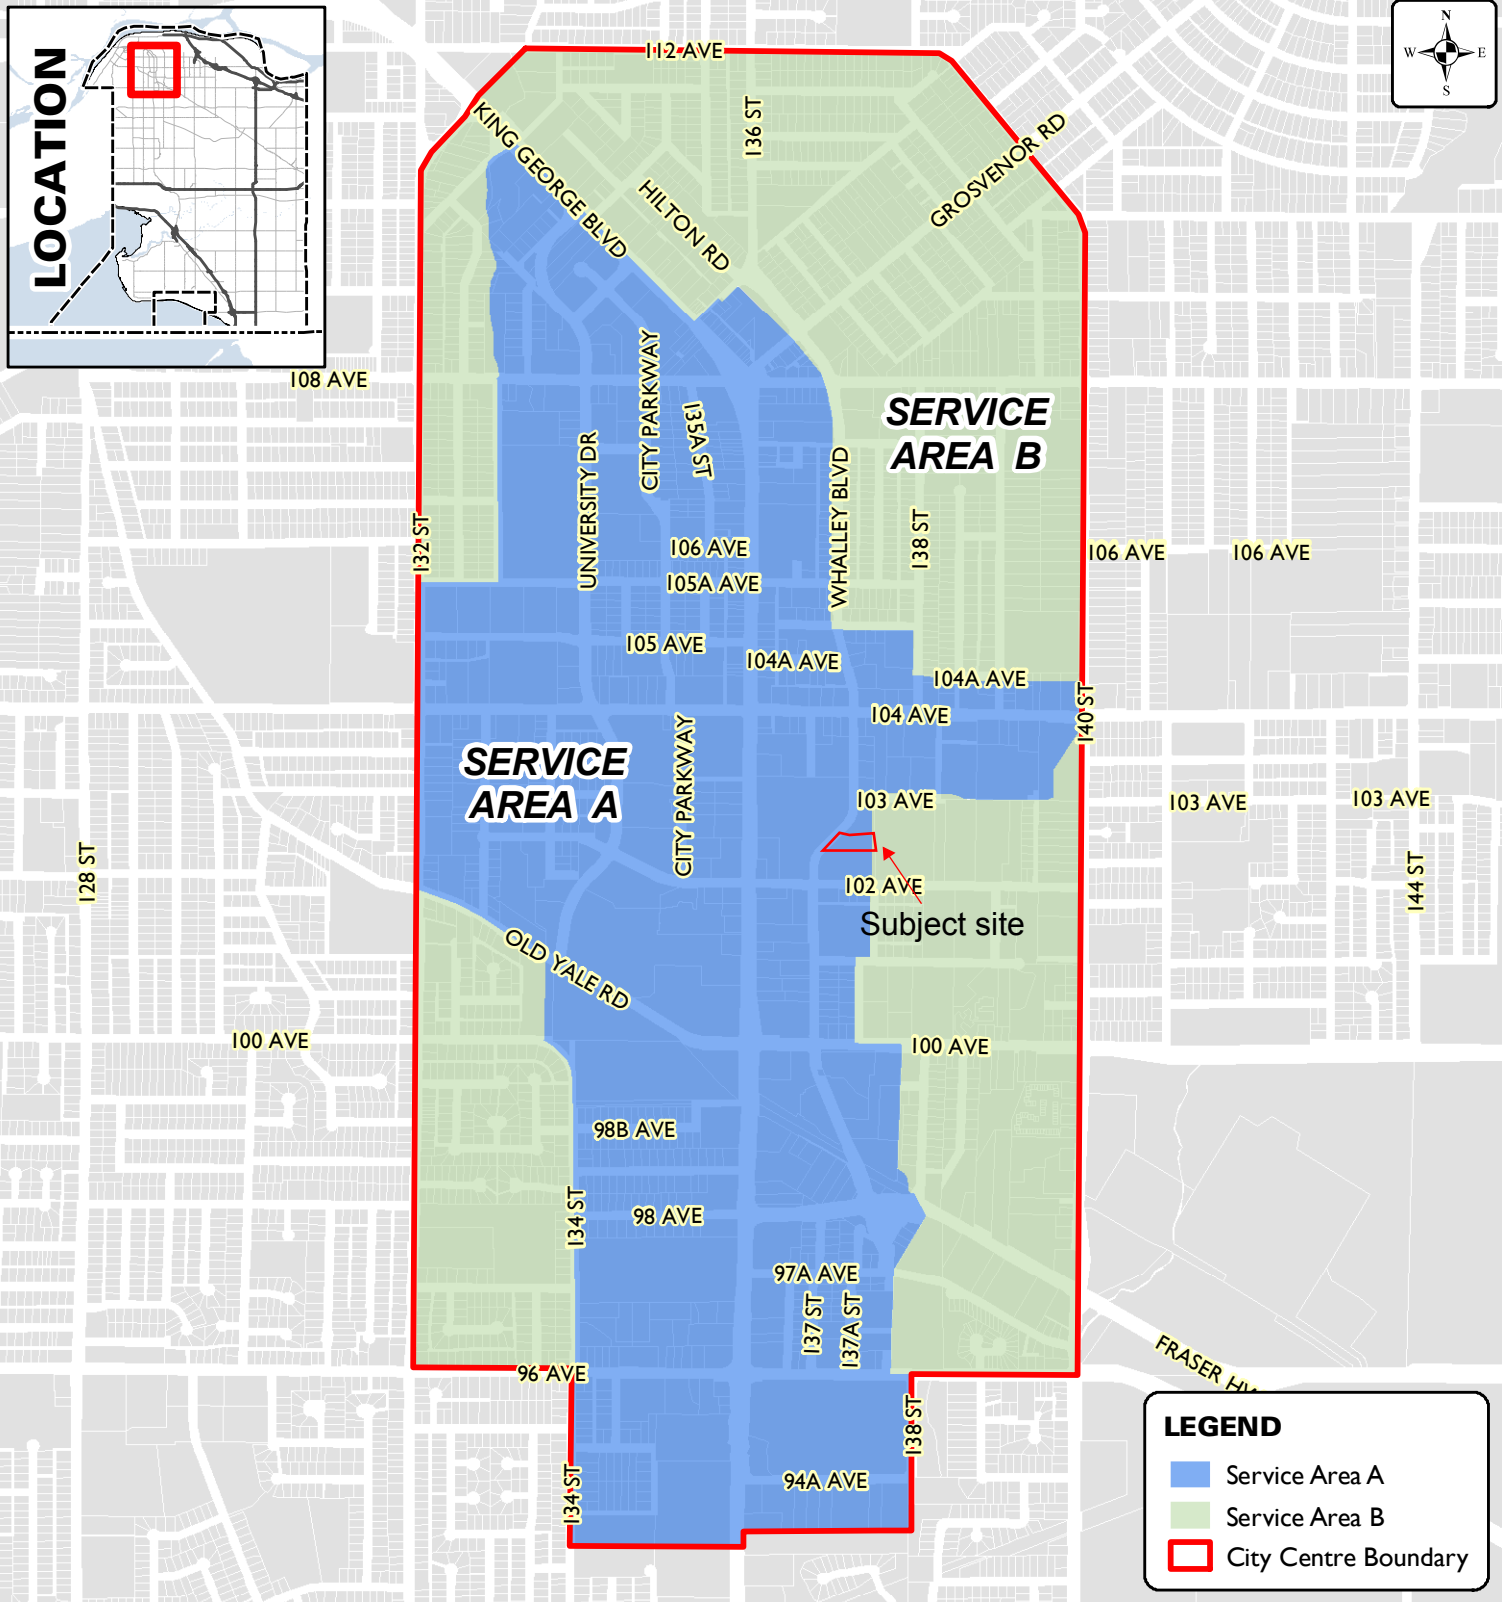 LOCATION
N
W
E
S
112 AVE
136 ST
KING GEORGE BLVD
HILTON RD
GROSVENOR RD
108 AVE
CITY PARKWAY
135A ST
SERVICE
AREA B
UNIVERSITY DR
WHALLEY BLVD
132 ST
138 ST
106 AVE
106 AVE
106 AVE
105A AVE
105 AVE
104A AVE
104A AVE
104 AVE
140 ST
SERVICE
AREA A
CITY PARKWAY
103 AVE
103 AVE
103 AVE
128 ST
144 ST
102 AVE
Subject site
OLD YALE RD
100 AVE
100 AVE
98B AVE
134 ST
98 AVE
97A AVE
137 ST
137A ST
96 AVE
FRASER HW
138 ST
134 ST
94A AVE
LEGEND
Service Area A
Service Area B
City Centre Boundary